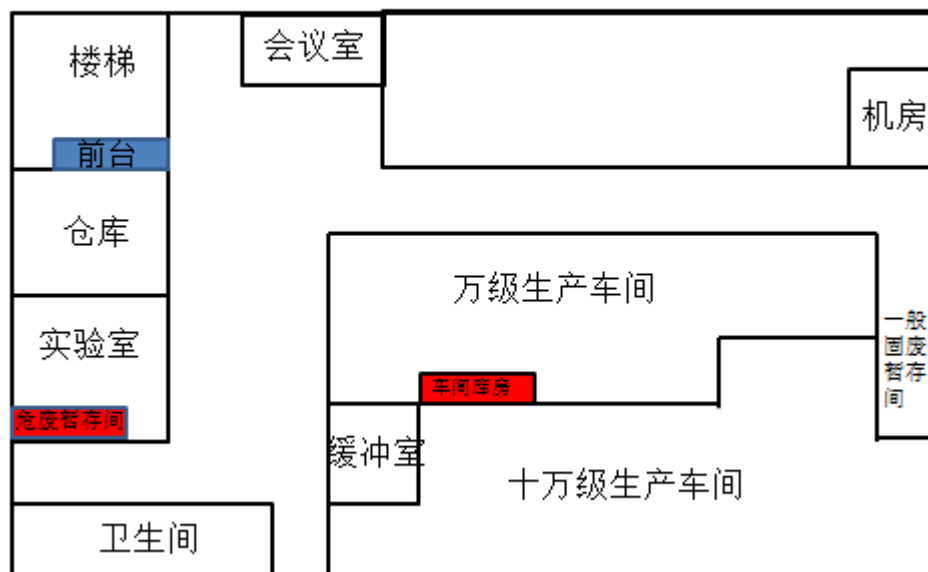 楼梯
会议室
机房
前台
仓库
万级生产车间
一般
固废
暂存
间
实验室
车间库房
危废暂存间
缓冲室
十万级生产车间
卫生间